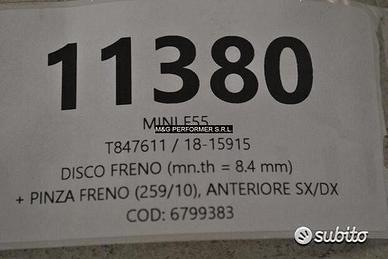 11380
MINI F55
M&G PERFORMER S.R.L.
T847611 / 18-15915
DISCO FRENO (mn.th = 8.4 mm)
+ PINZA FRENO (259/10), ANTERIORE SX/DX
COD: 6799383
subito